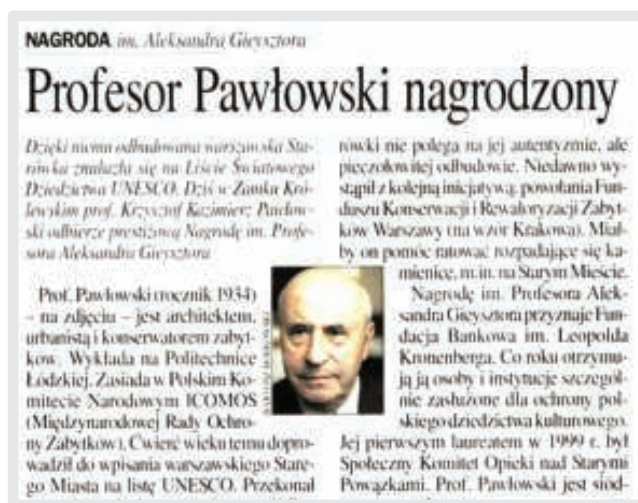 NAGRODA im. Aleksandra Gieysztora
Profesor Pawłowski nagrodzony
Dzięki niemu odbudowana warszawska Sta-
rówka znalazła się na Liście Światowego
Dziedzictwa UNESCO. Dziś w Zamku Kró-
lewskim prof. Krzysztof Kazimierz Pawłow-
ski odbierze prestiżową Nagrodę im. Profe-
sora Aleksandra Gieysztora
Prof. Pawłowski (rocznik 1934)
– na zdjęciu – jest architektem,
urbanistą i konserwatorem zabyt-
ków. Wykłada na Politechnice
Łódzkiej. Zasiada w Polskim Ko-
mitecie Narodowym ICOMOS
(Międzynarodowej Rady Ochro-
ny Zabytków). Ćwierć wieku temu dopro-
wadził do wpisania warszawskiego Stare-
go Miasta na listę UNESCO. Przekonał
rówki nie polega na jej autentyzmie, ale
pieczołowitej odbudowie. Niedawno wy-
stąpił z kolejną inicjatywą: powołania Fun-
duszu Konserwacji i Rewaloryzacji Zabyt-
ków Warszawy (na wzór Krakowa). Miał-
by on pomóc ratować rozpadające się ka-
mienice, m.in. na Starym Mieście.
Nagrodę im. Profesora Alek-
sandra Gieysztora przyznaje Fun-
dacja Bankowa im. Leopolda
Kronenberga. Co roku otrzymu-
ją ją osoby i instytucje szczegól-
nie zasłużone dla ochrony pol-
skiego dziedzictwa kulturowego.
Jej pierwszym laureatem w 1999 r. był
Społeczny Komitet Opieki nad Starymi
Powązkami. Prof. Pawłowski jest siód-